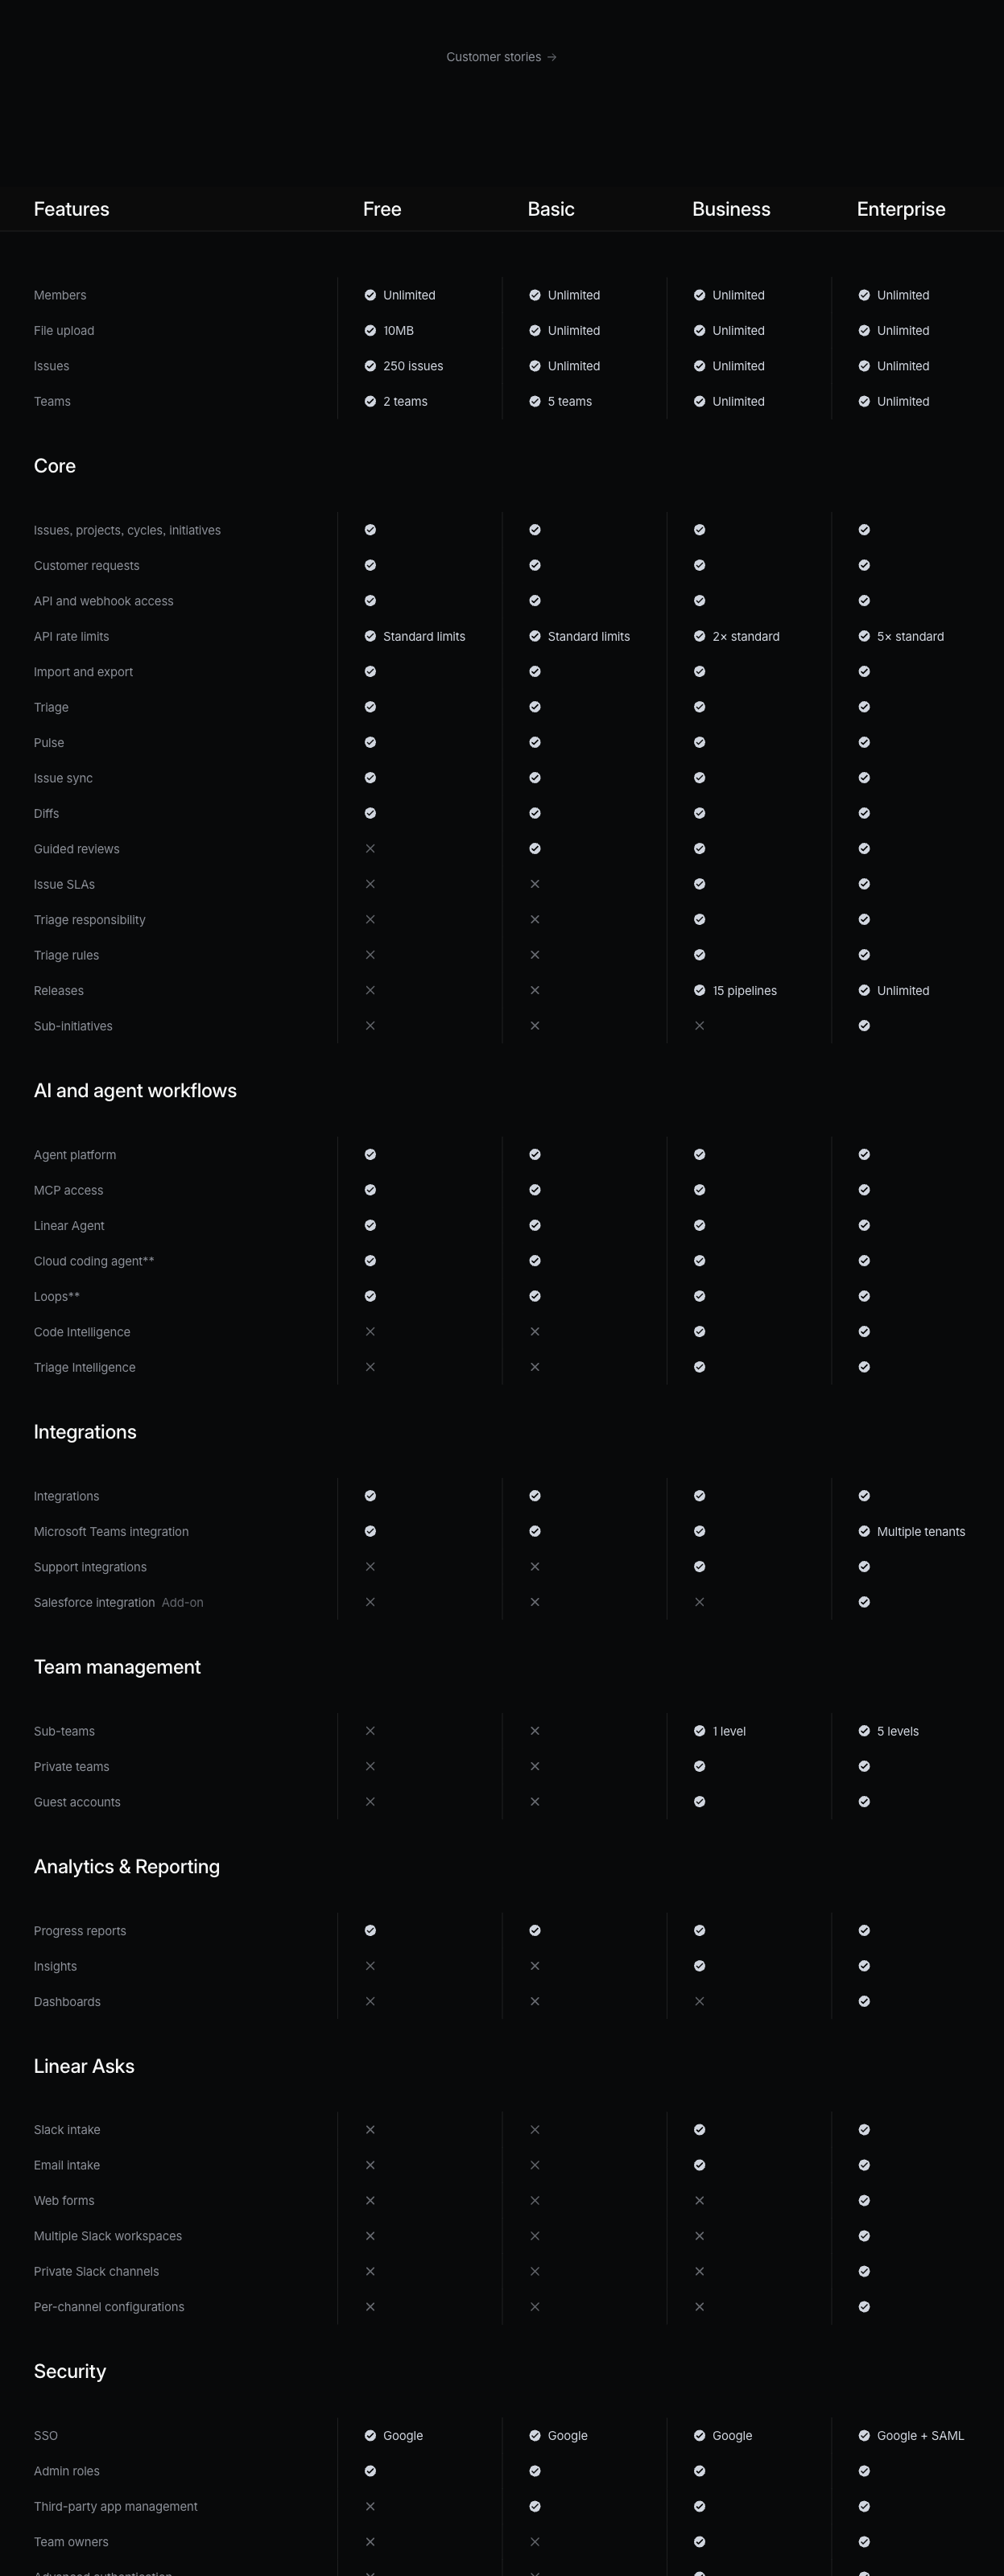 Customer stories →
Features Free Basic Business Enterprise
Members Unlimited Unlimited Unlimited Unlimited
File upload 10MB Unlimited Unlimited Unlimited
Issues 250 issues Unlimited Unlimited Unlimited
Teams 2 teams 5 teams Unlimited Unlimited
Core
Issues, projects, cycles, initiatives
Customer requests
API and webhook access
API rate limits Standard limits Standard limits 2× standard 5× standard
Import and export
Triage
Pulse
Issue sync
Diffs
Guided reviews
Issue SLAs
Triage responsibility
Triage rules
Releases 15 pipelines Unlimited
Sub-initiatives
AI and agent workflows
Agent platform
MCP access
Linear Agent
Cloud coding agent**
Loops**
Code Intelligence
Triage Intelligence
Integrations
Integrations
Microsoft Teams integration Multiple tenants
Support integrations
Salesforce integration Add-on
Team management
Sub-teams 1 level 5 levels
Private teams
Guest accounts
Analytics & Reporting
Progress reports
Insights
Dashboards
Linear Asks
Slack intake
Email intake
Web forms
Multiple Slack workspaces
Private Slack channels
Per-channel configurations
Security
SSO Google Google Google Google + SAML
Admin roles
Third-party app management
Team owners
Advanced authentication